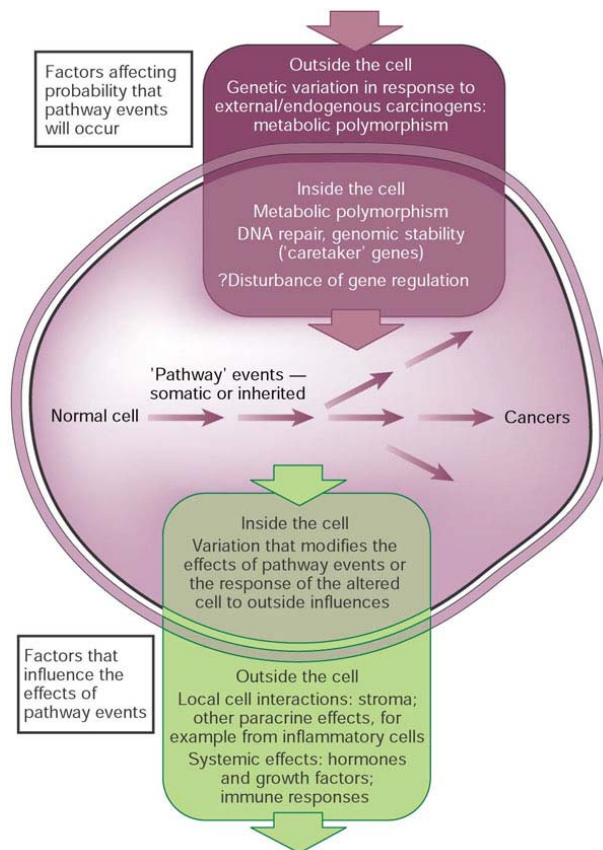 Factors affecting
probability that
pathway events
will occur
Outside the cell
Genetic variation in response to
external/endogenous carcinogens:
metabolic polymorphism
Inside the cell
Metabolic polymorphism
DNA repair, genomic stability
('caretaker' genes)
?Disturbance of gene regulation
'Pathway' events —
somatic or inherited
Normal cell
Cancers
Inside the cell
Variation that modifies the
effects of pathway events or
the response of the altered
cell to outside influences
Factors that
influence the
effects of
pathway events
Outside the cell
Local cell interactions: stroma;
other paracrine effects, for
example from inflammatory cells
Systemic effects: hormones
and growth factors;
immune responses